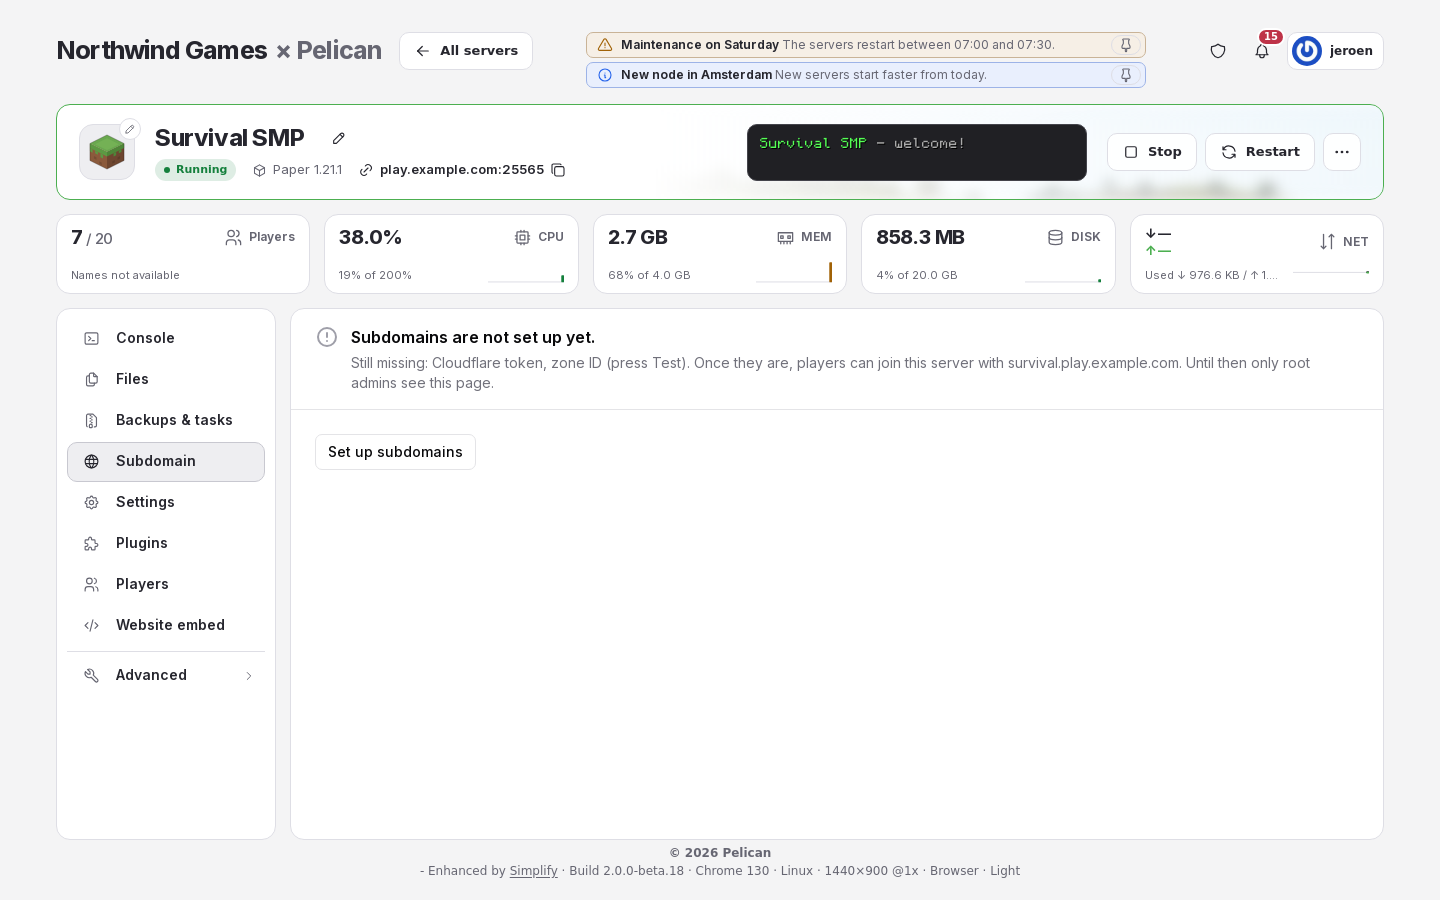 Northwind Games × Pelican
All servers
Maintenance on Saturday The servers restart between 07:00 and 07:30.
New node in Amsterdam New servers start faster from today.
15
jeroen
Survival SMP
Running
Paper 1.21.1
play.example.com:25565
Survival SMP – welcome!
Stop
Restart
7 / 20
Players
Names not available
38.0%
CPU
19% of 200%
2.7 GB
MEM
68% of 4.0 GB
858.3 MB
DISK
4% of 20.0 GB
↓—
↑—
NET
Used ↓ 976.6 KB / ↑ 1....
Console
Files
Backups & tasks
Subdomain
Settings
Plugins
Players
Website embed
Advanced
Subdomains are not set up yet.
Still missing: Cloudflare token, zone ID (press Test). Once they are, players can join this server with survival.play.example.com. Until then only root
admins see this page.
Set up subdomains
© 2026 Pelican
- Enhanced by Simplify · Build 2.0.0-beta.18 · Chrome 130 · Linux · 1440×900 @1x · Browser · Light